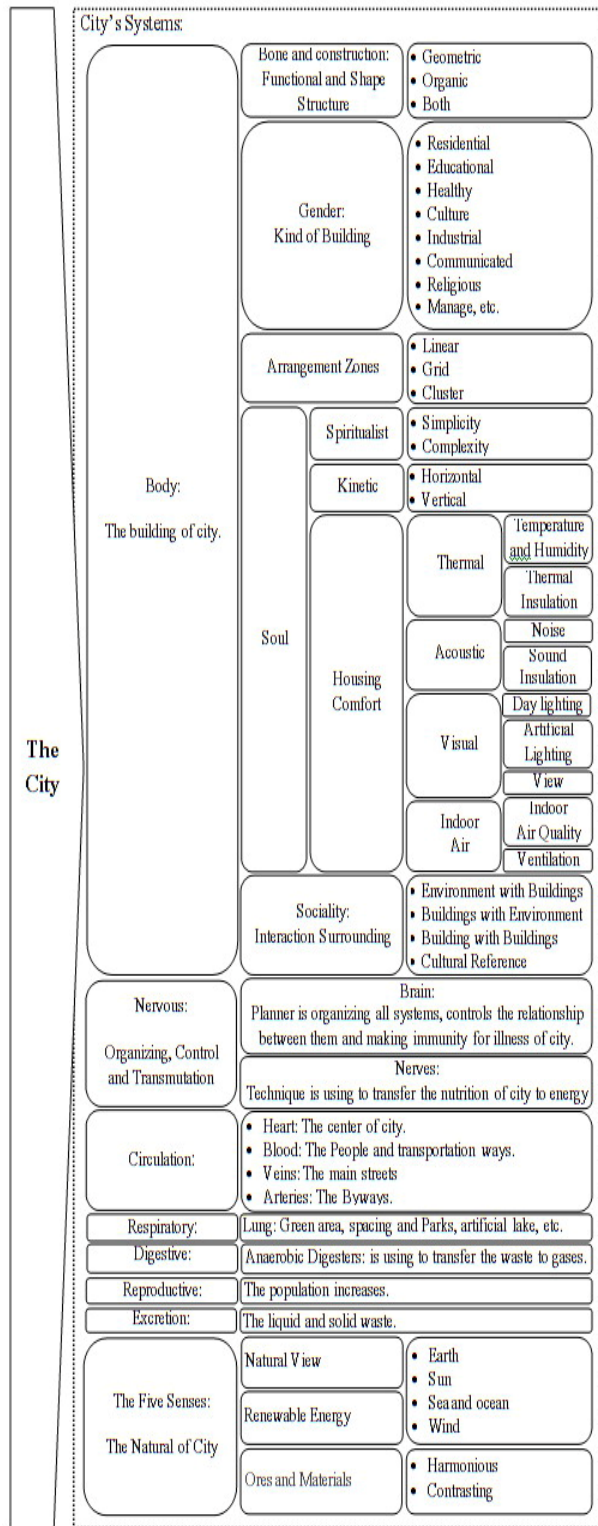 City's Systems:
The
City
Body:
The building of city.
Bone and construction:
Functional and Shape
Structure
• Geometric
• Organic
• Both
Gender:
Kind of Building
• Residential
• Educational
• Healthy
• Culture
• Industrial
• Communicated
• Religious
• Manage, etc.
Arrangement Zones
• Linear
• Grid
• Cluster
Soul
Spiritualist
• Simplicity
• Complexity
Kinetic
• Horizontal
• Vertical
Housing
Comfort
Thermal
Temperature
and Humidity
Thermal
Insulation
Acoustic
Noise
Sound
Insulation
Visual
Day lighting
Artificial
Lighting
View
Indoor
Air
Indoor
Air Quality
Ventilation
Sociality:
Interaction Surrounding
• Environment with Buildings
• Buildings with Environment
• Building with Buildings
• Cultural Reference
Nervous:
Organizing, Control
and Transmutation
Brain:
Planner is organizing all systems, controls the relationship
between them and making immunity for illness of city.
Nerves:
Technique is using to transfer the nutrition of city to energy
Circulation:
• Heart: The center of city.
• Blood: The People and transportation ways.
• Veins: The main streets
• Arteries: The Byways.
Respiratory:
Lung: Green area, spacing and Parks, artificial lake, etc.
Digestive:
Anaerobic Digesters: is using to transfer the waste to gases.
Reproductive:
The population increases.
Excretion:
The liquid and solid waste.
The Five Senses:
The Natural of City
Natural View
Renewable Energy
• Earth
• Sun
• Sea and ocean
• Wind
Ores and Materials
• Harmonious
• Contrasting